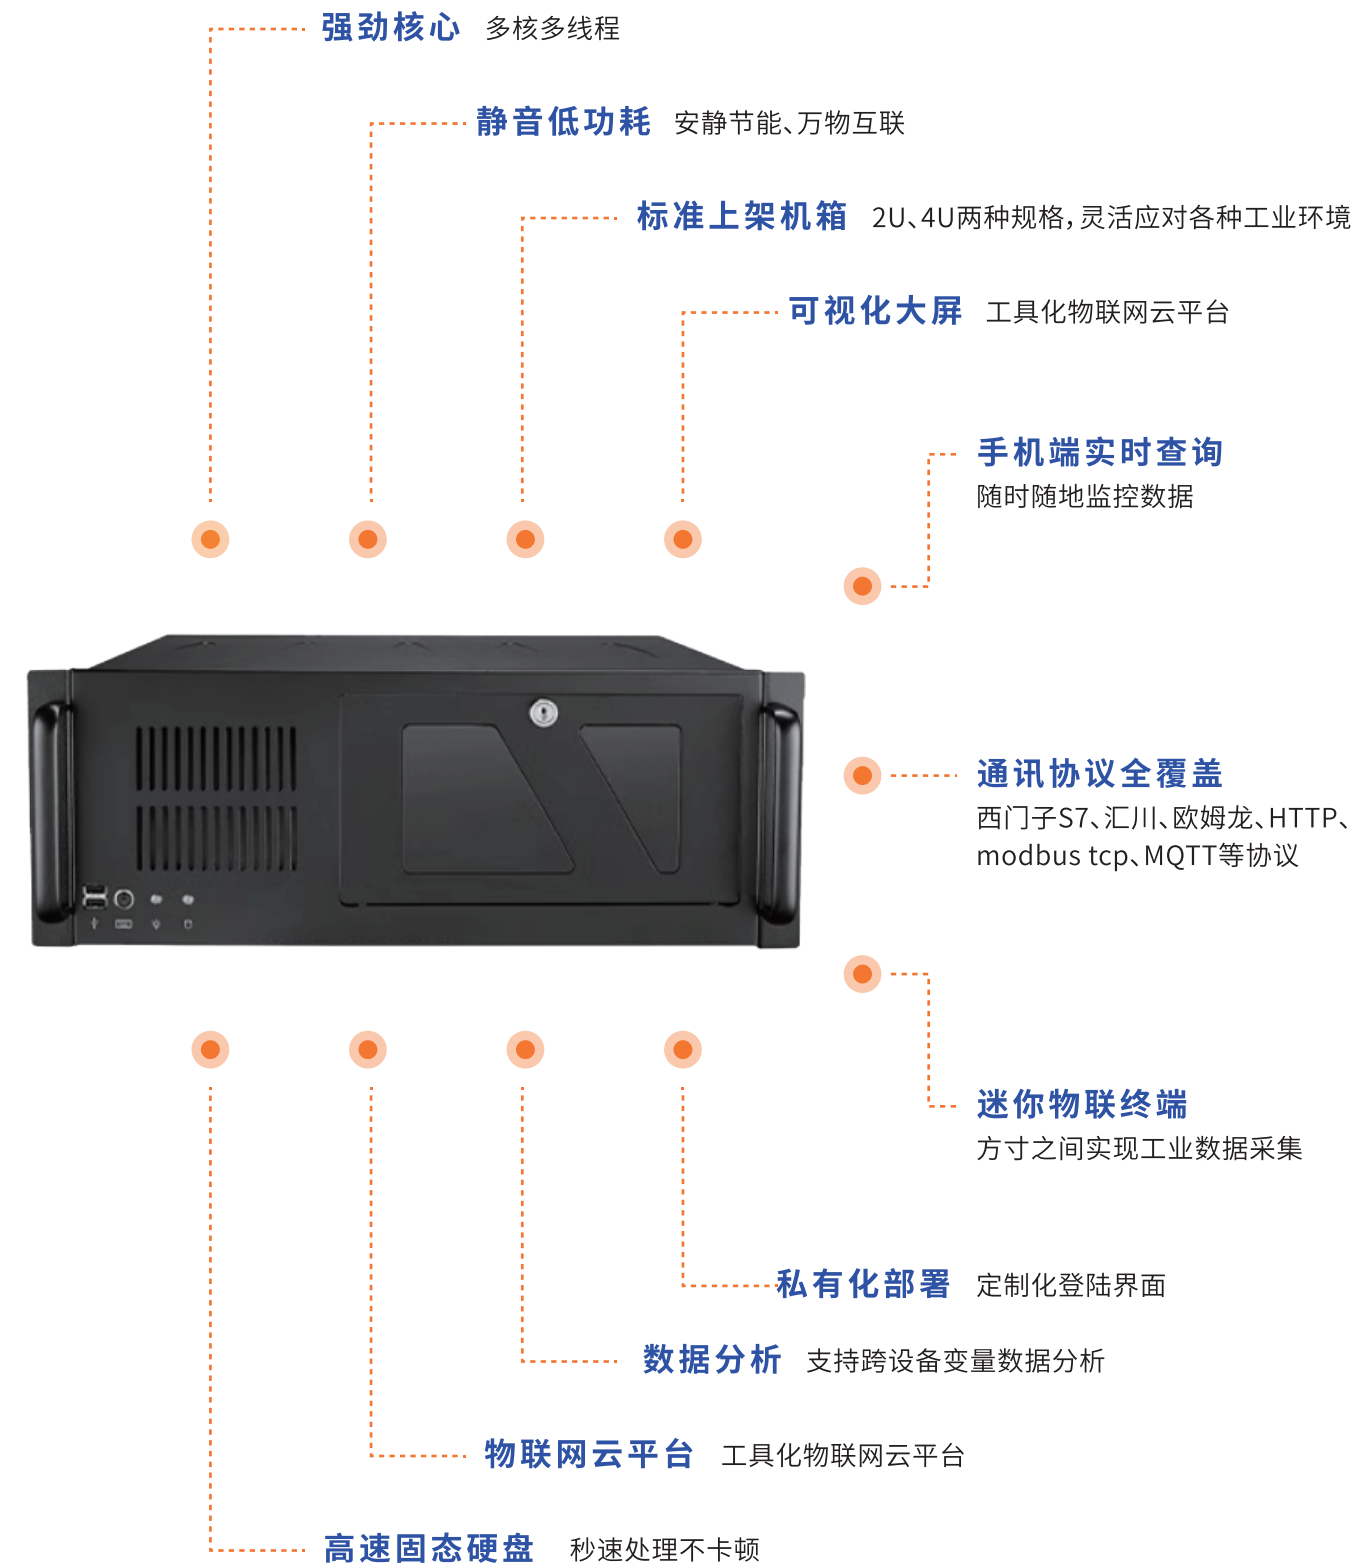 强劲核心 多核多线程
静音低功耗 安静节能、万物互联
标准上架机箱 2U、4U两种规格，灵活应对各种工业环境
可视化大屏 工具化物联网云平台
手机端实时查询
随时随地监控数据
通讯协议全覆盖
西门子S7、汇川、欧姆龙、HTTP、
modbus tcp、MQTT等协议
迷你物联终端
方寸之间实现工业数据采集
私有化部署 定制化登陆界面
数据分析 支持跨设备变量数据分析
物联网云平台 工具化物联网云平台
高速固态硬盘 秒速处理不卡顿